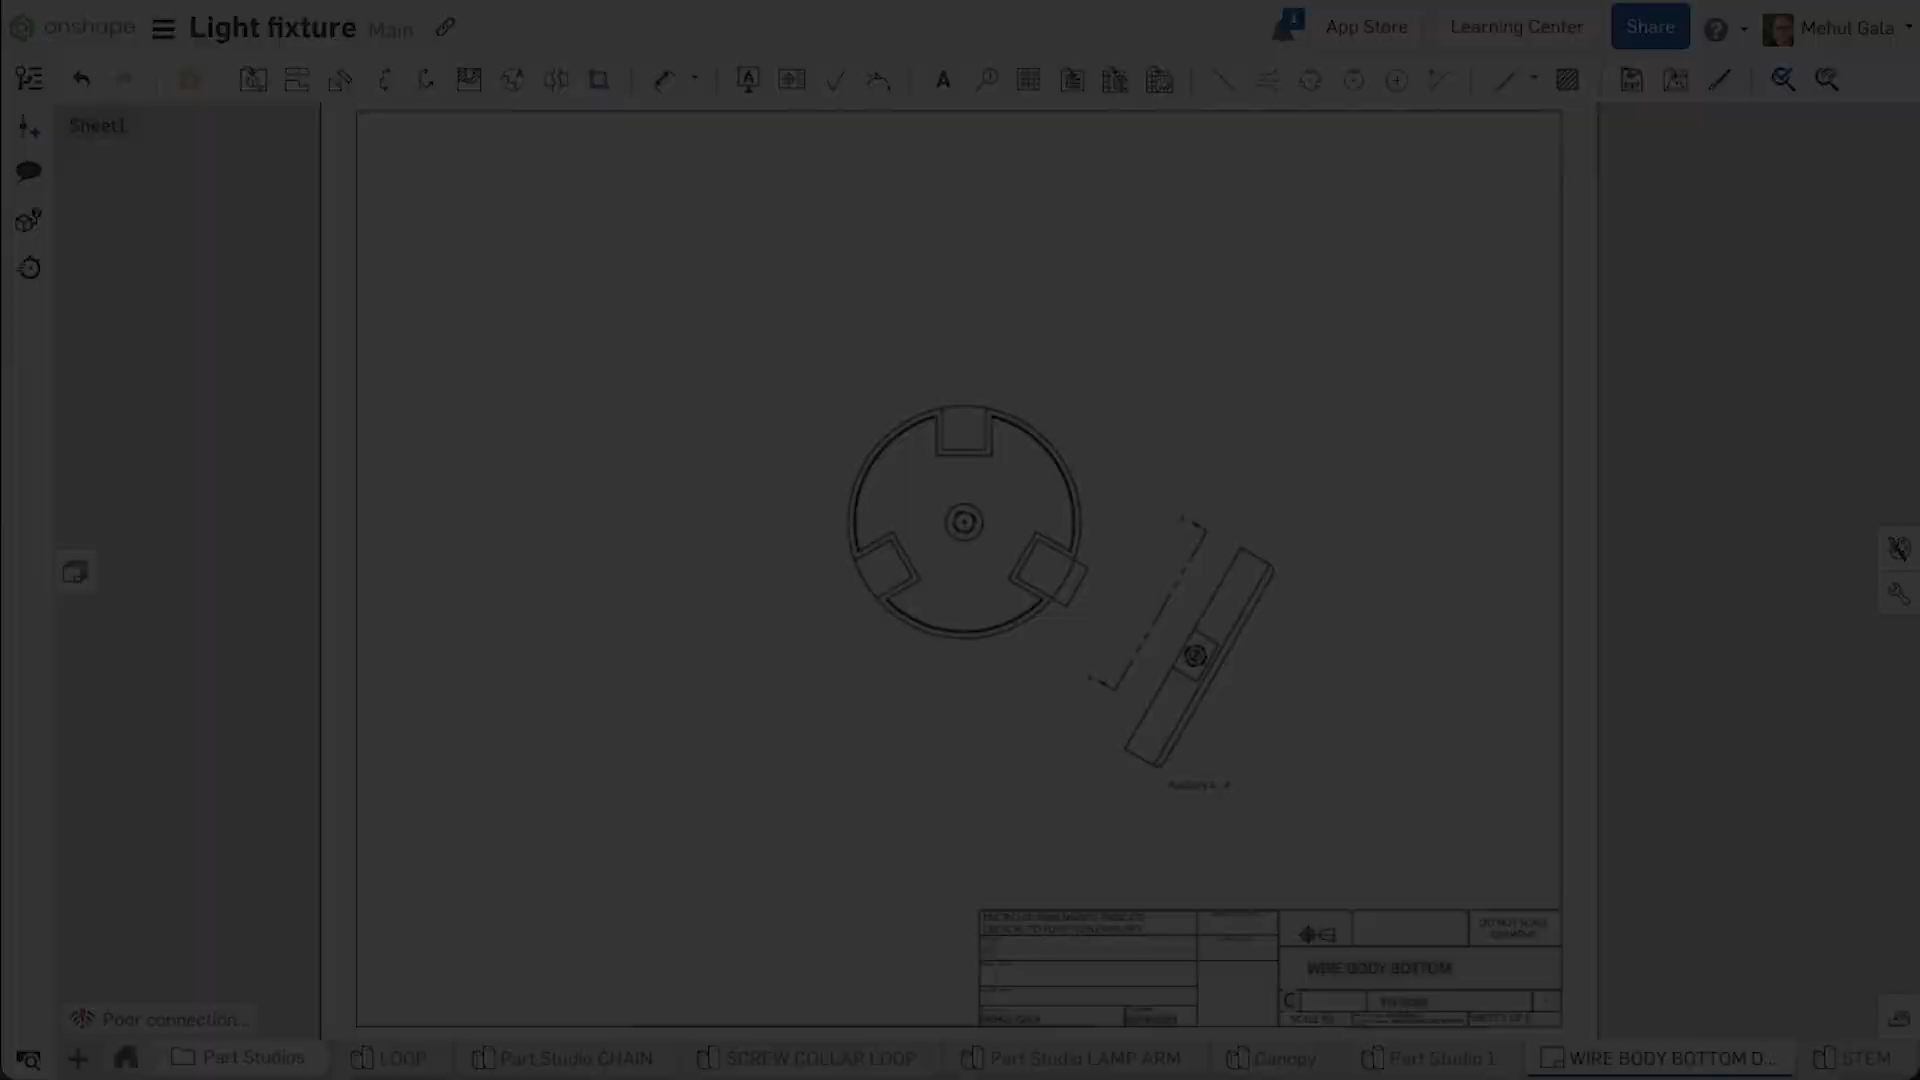 onshape
Light fixture Main
1
App Store
Learning Center
Share
Mehul Gala
Sheet1
WIRE BODY BOTTOM
C
Poor connection...
Part Studios
LOOP
Part Studio CHAIN
SCREW COLLAR LOOP
Part Studio LAMP ARM
Canopy
Part Studio 1
WIRE BODY BOTTOM D...
STEM